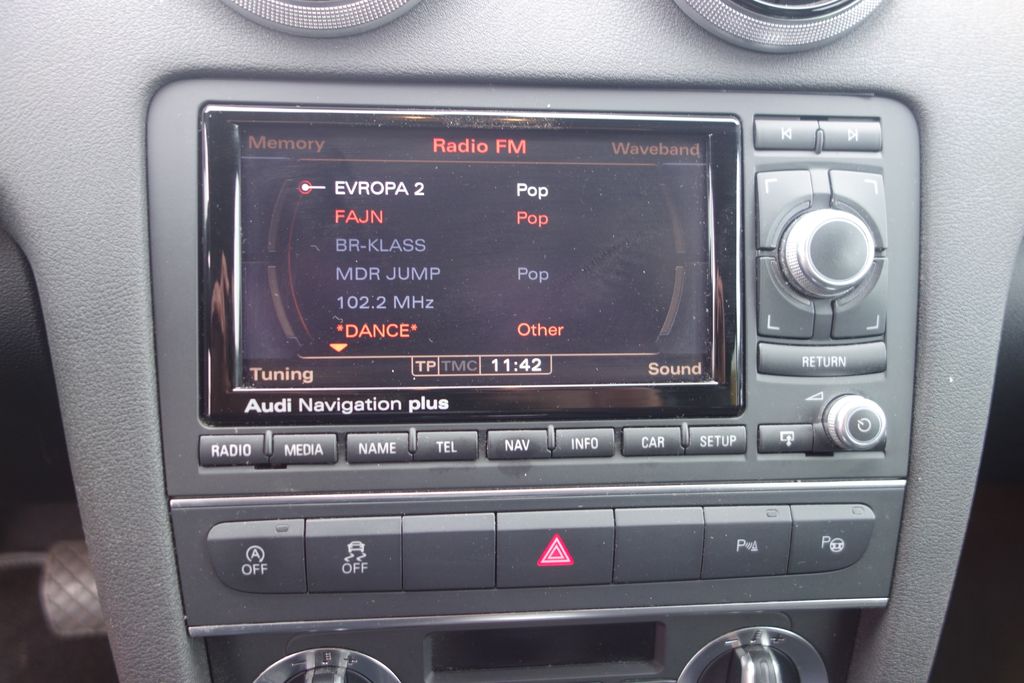 Memory Radio FM Waveband
EVROPA 2 Pop
FAJN Pop
BR-KLASS
MDR JUMP Pop
102.2 MHz
*DANCE* Other
TP TMC 11:42
Tuning Sound
Audi Navigation plus
RETURN
RADIO MEDIA NAME TEL NAV INFO CAR SETUP
A OFF
OFF
P
P